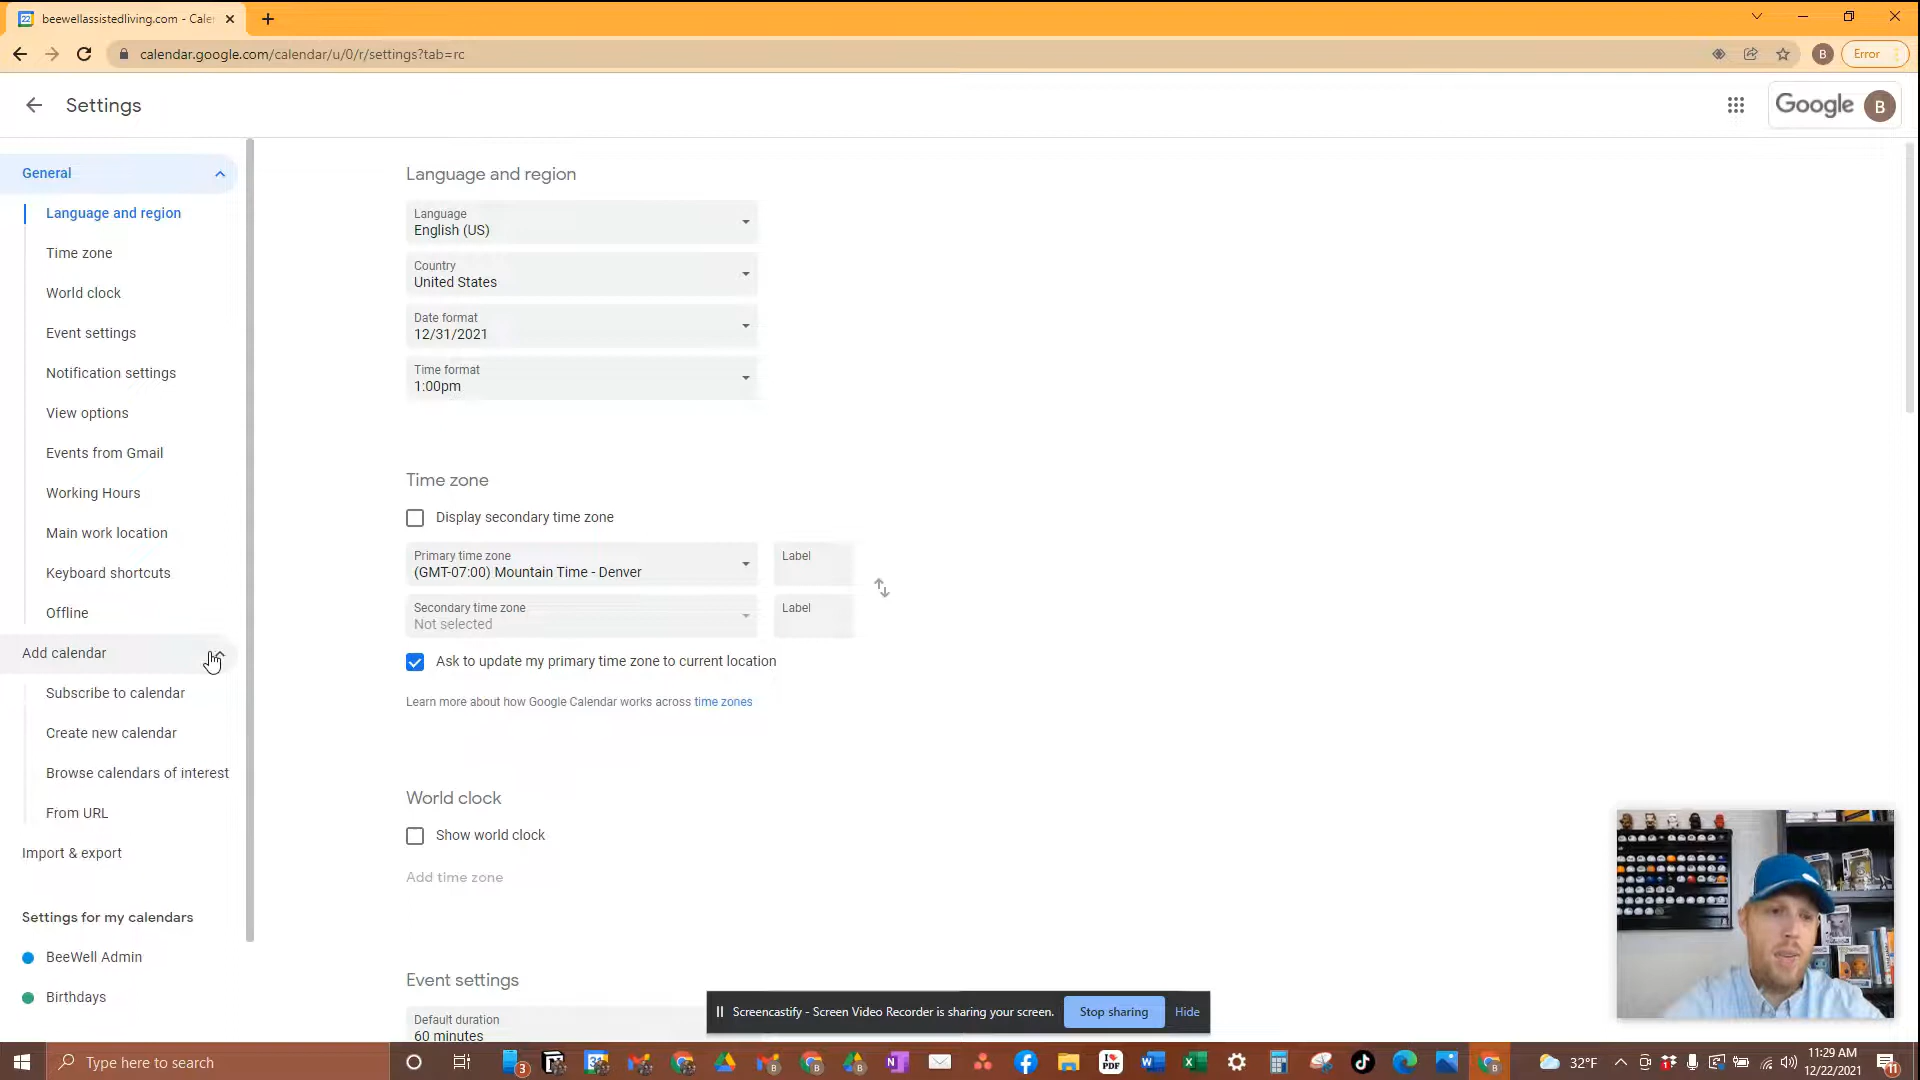 beewellassistedliving.com - Cale
calendar.google.com/calendar/u/0/r/settings?tab=rc
B
Error
Settings
Google
B
General
Language and region
Time zone
World clock
Event settings
Notification settings
View options
Events from Gmail
Working Hours
Main work location
Keyboard shortcuts
Offline
Add calendar
Subscribe to calendar
Create new calendar
Browse calendars of interest
From URL
Import & export
Settings for my calendars
BeeWell Admin
Birthdays
Language and region
Language
English (US)
Country
United States
Date format
12/31/2021
Time format
1:00pm
Time zone
Display secondary time zone
Primary time zone
(GMT-07:00) Mountain Time - Denver
Label
Secondary time zone
Not selected
Label
Ask to update my primary time zone to current location
Learn more about how Google Calendar works across time zones
World clock
Show world clock
Add time zone
Event settings
Default duration
60 minutes
Screencastify - Screen Video Recorder is sharing your screen.
Stop sharing
Hide
Type here to search
3
32°F
11:29 AM
12/22/2021
11